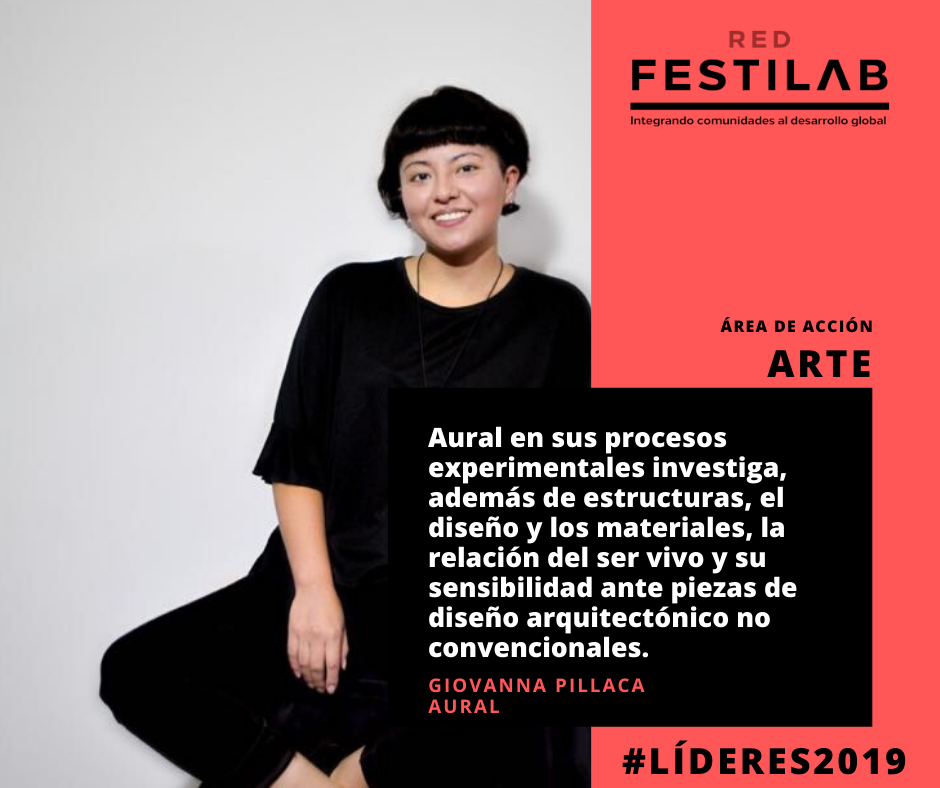 RED
FESTILAB
Integrando comunidades al desarrollo global
ÁREA DE ACCIÓN
ARTE
Aural en sus procesos
experimentales investiga,
además de estructuras, el
diseño y los materiales, la
relación del ser vivo y su
sensibilidad ante piezas de
diseño arquitectónico no
convencionales.
GIOVANNA PILLACA
AURAL
#LÍDERES2019